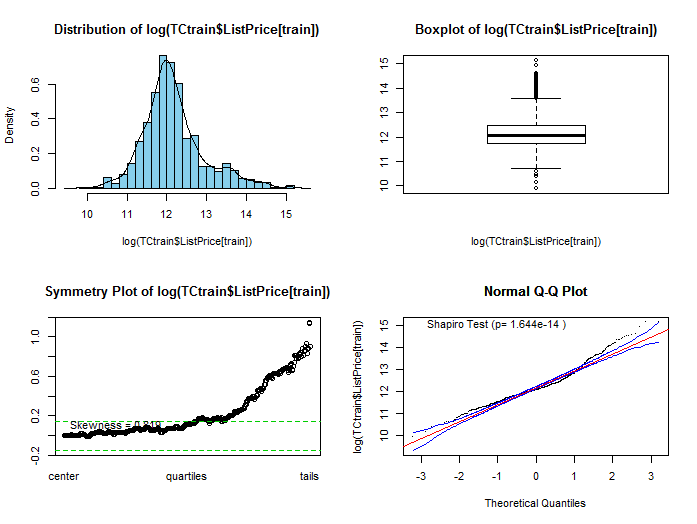 Distribution of log(TCtrain$ListPrice[train])
Density
0.0
0.2
0.4
0.6
10 11 12 13 14 15
log(TCtrain$ListPrice[train])
Boxplot of log(TCtrain$ListPrice[train])
10 11 12 13 14 15
log(TCtrain$ListPrice[train])
Symmetry Plot of log(TCtrain$ListPrice[train])
-0.2 0.2 0.6 1.0
Skewness = 0.819
center quartiles tails
Normal Q-Q Plot
log(TCtrain$ListPrice[train])
10 11 12 13 14 15
Shapiro Test (p= 1.644e-14 )
-3 -2 -1 0 1 2 3
Theoretical Quantiles